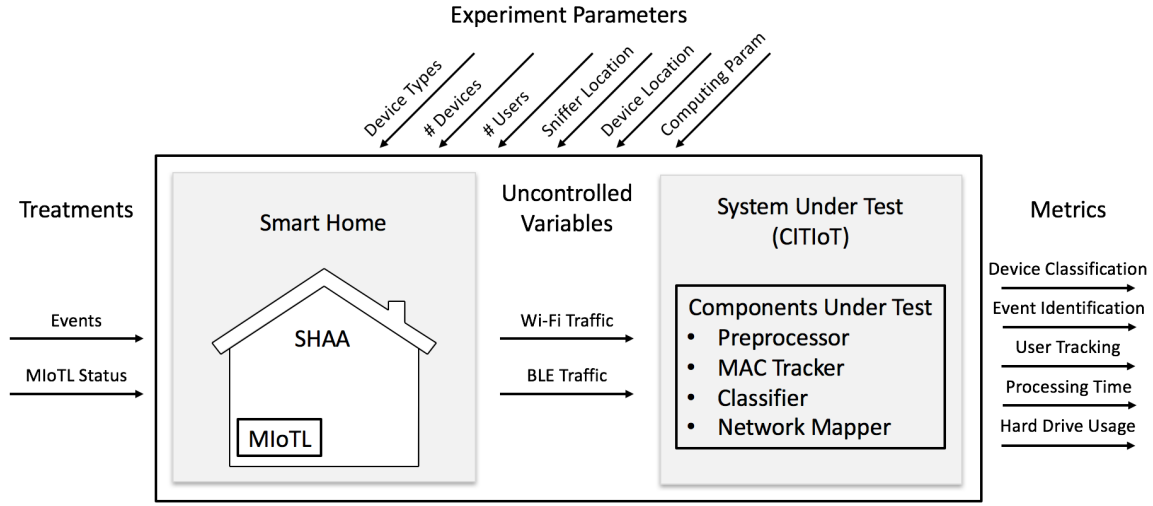 Experiment Parameters
Device Types
# Devices
# Users
Sniffer Location
Device Location
Computing Param
Treatments
Events
MIoTL Status
Smart Home
SHAA
MIoTL
Uncontrolled
Variables
Wi-Fi Traffic
BLE Traffic
System Under Test
(CITIoT)
Components Under Test
• Preprocessor
• MAC Tracker
• Classifier
• Network Mapper
Metrics
Device Classification
Event Identification
User Tracking
Processing Time
Hard Drive Usage